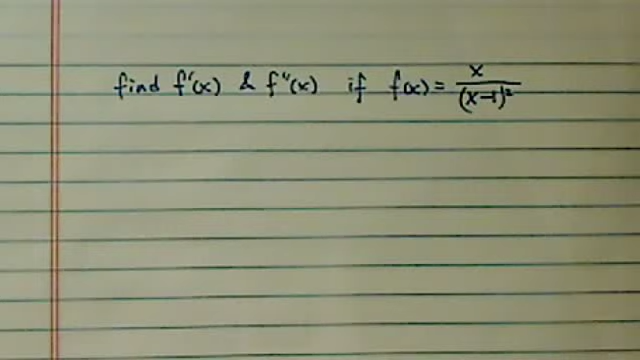 find f'(x) & f"(x) if f(x) = x/(x-1)²